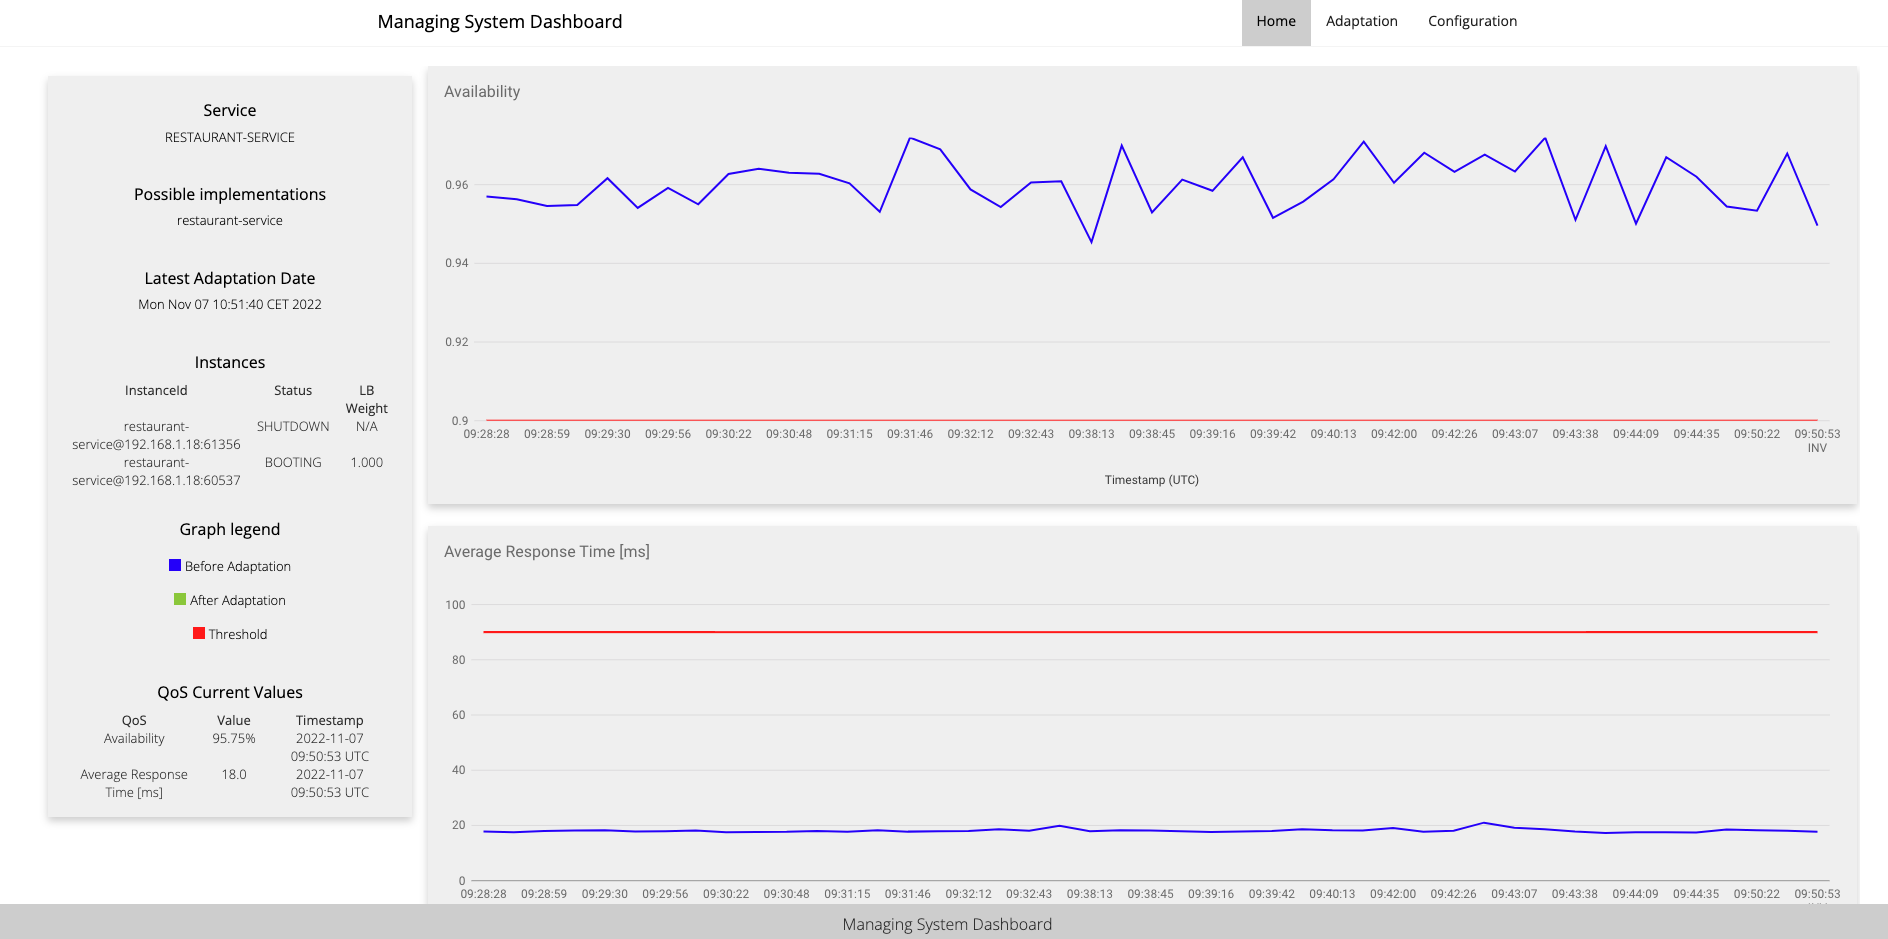 Managing System Dashboard
Home Adaptation Configuration
Service
RESTAURANT-SERVICE
Possible implementations
restaurant-service
Latest Adaptation Date
Mon Nov 07 10:51:40 CET 2022
Instances
InstanceId Status LB
Weight
restaurant- SHUTDOWN N/A
service@192.168.1.18:61356
restaurant- BOOTING 1.000
service@192.168.1.18:60537
Graph legend
Before Adaptation
After Adaptation
Threshold
QoS Current Values
QoS Value Timestamp
Availability 95.75% 2022-11-07
09:50:53 UTC
Average Response 18.0 2022-11-07
Time [ms] 09:50:53 UTC
Availability
0.96
0.94
0.92
0.9
09:28:28 09:28:59 09:29:30 09:29:56 09:30:22 09:30:48 09:31:15 09:31:46 09:32:12 09:32:43 09:38:13 09:38:45 09:39:16 09:39:42 09:40:13 09:42:00 09:42:26 09:43:07 09:43:38 09:44:09 09:44:35 09:50:22 09:50:53
INV
Timestamp (UTC)
Average Response Time [ms]
100
80
60
40
20
0
09:28:28 09:28:59 09:29:30 09:29:56 09:30:22 09:30:48 09:31:15 09:31:46 09:32:12 09:32:43 09:38:13 09:38:45 09:39:16 09:39:42 09:40:13 09:42:00 09:42:26 09:43:07 09:43:38 09:44:09 09:44:35 09:50:22 09:50:53
Managing System Dashboard